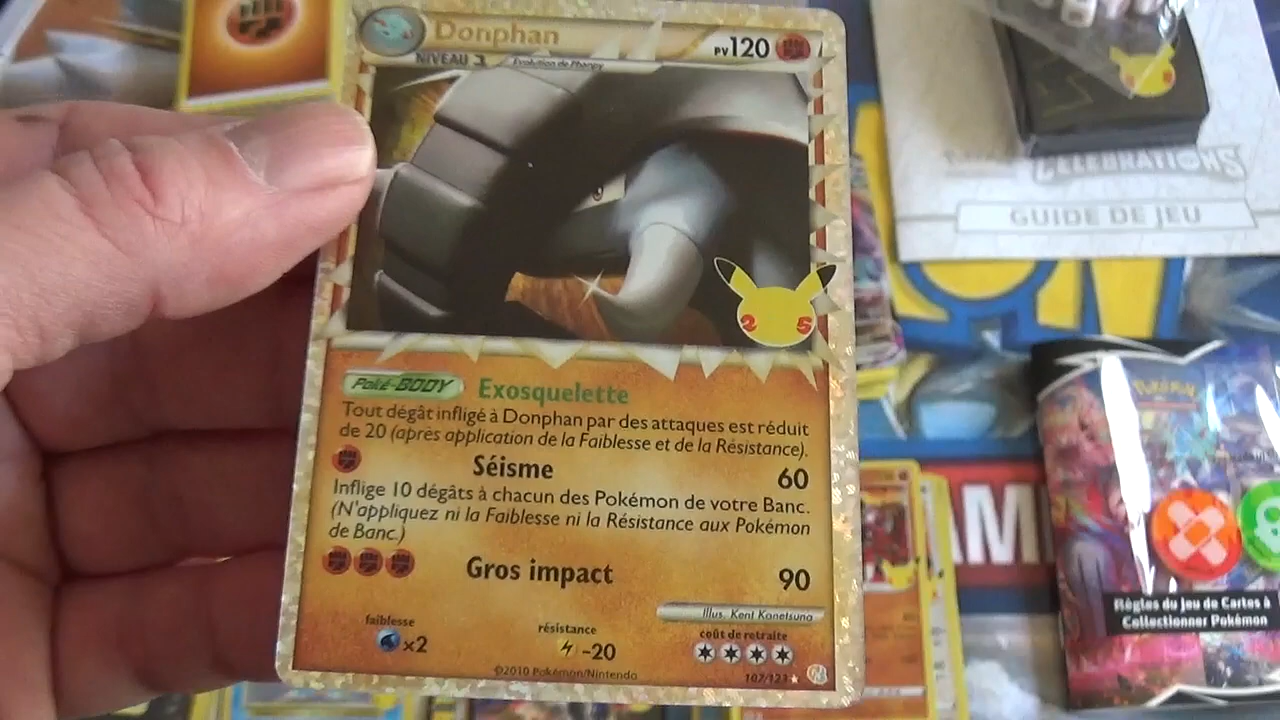 Donphan
PV120
NIVEAU 1 Évolution de Phanpy
25
Poké-BODY Exosquelette
Tout dégât infligé à Donphan par des attaques est réduit
de 20 (après application de la Faiblesse et de la Résistance).
Séisme 60
Inflige 10 dégâts à chacun des Pokémon de votre Banc.
(N'appliquez ni la Faiblesse ni la Résistance aux Pokémon
de Banc.)
Gros impact 90
Illus. Kent Kanetsuna
faiblesse résistance coût de retraite
x2 -20
©2010 Pokémon/Nintendo 107/123
CELEBRATIONS
GUIDE DE JEU
AM
Pokémon
Règles du Jeu de Cartes à
Collectionner Pokémon